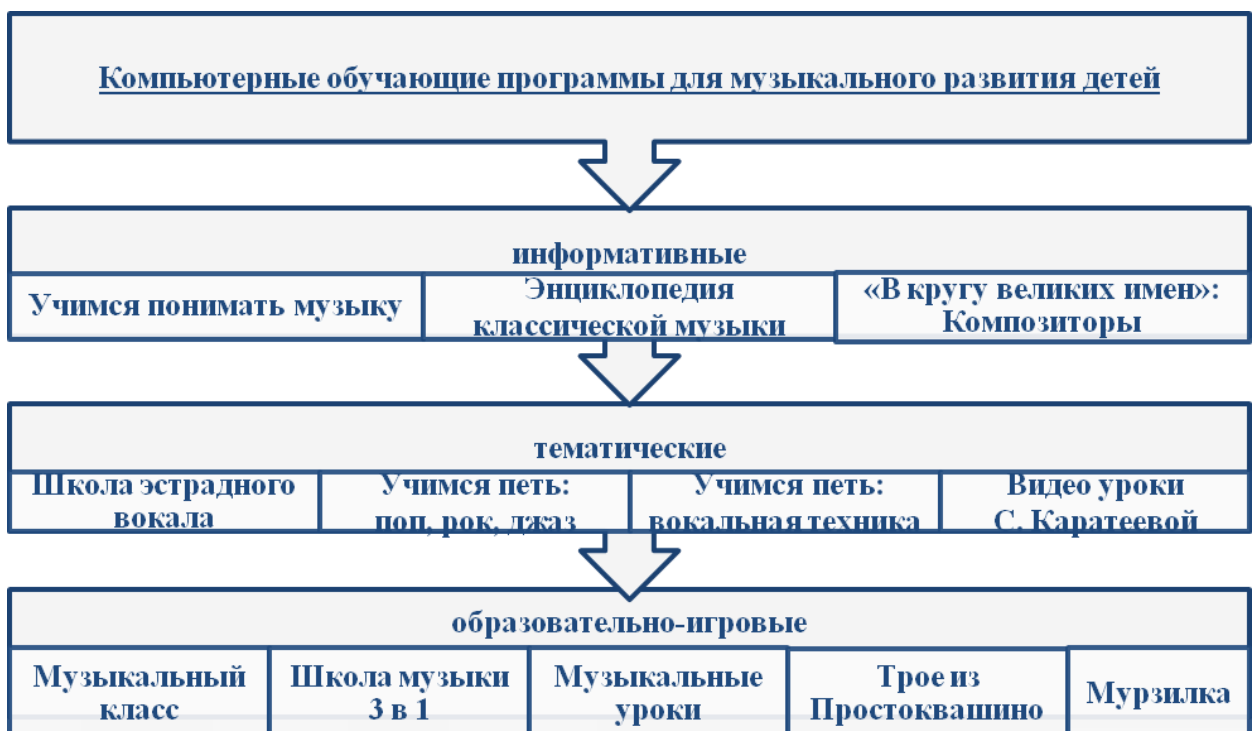 Компьютерные обучающие программы для музыкального развития детей
информативные
Учимся понимать музыку
Энциклопедия
классической музыки
«В кругу великих имен»:
Композиторы
тематические
Школа эстрадного
вокала
Учимся петь:
поп, рок, джаз
Учимся петь:
вокальная техника
Видео уроки
С. Каратеевой
образовательно-игровые
Музыкальный
класс
Школа музыки
3 в 1
Музыкальные
уроки
Трое из
Простоквашино
Мурзилка